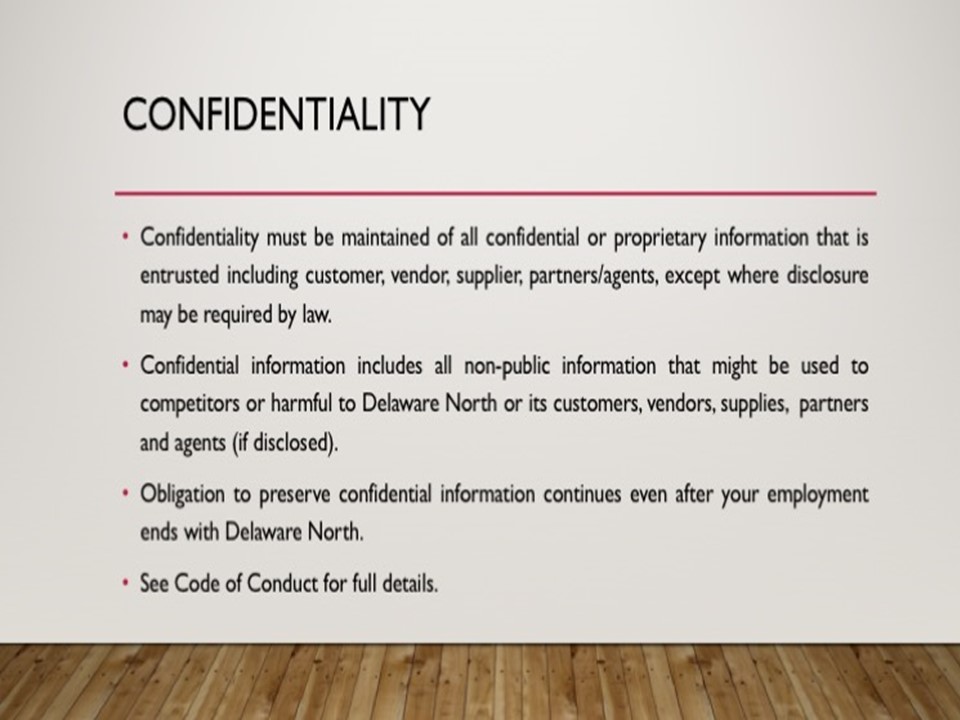 CONFIDENTIALITY
• Confidentiality must be maintained of all confidential or proprietary information that is
entrusted including customer, vendor, supplier, partners/agents, except where disclosure
may be required by law.
• Confidential information includes all non-public information that might be used to
competitors or harmful to Delaware North or its customers, vendors, supplies, partners
and agents (if disclosed).
• Obligation to preserve confidential information continues even after your employment
ends with Delaware North.
• See Code of Conduct for full details.